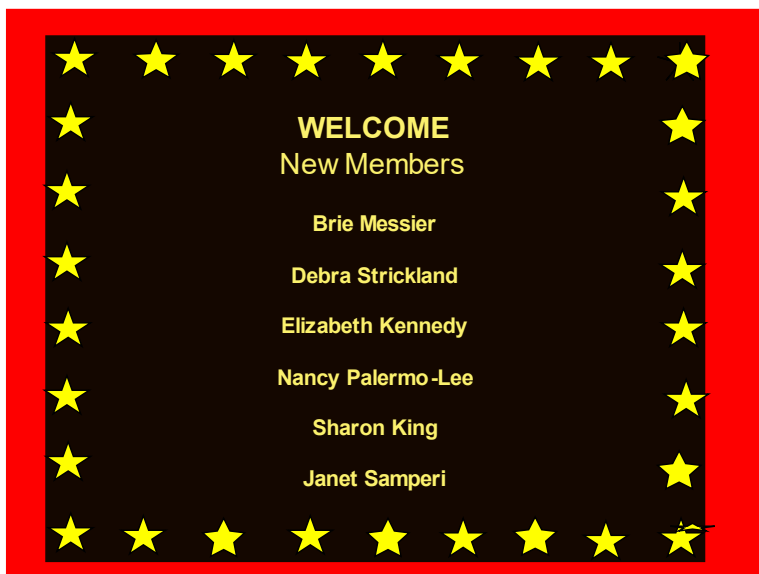 WELCOME
New Members
Brie Messier
Debra Strickland
Elizabeth Kennedy
Nancy Palermo-Lee
Sharon King
Janet Samperi